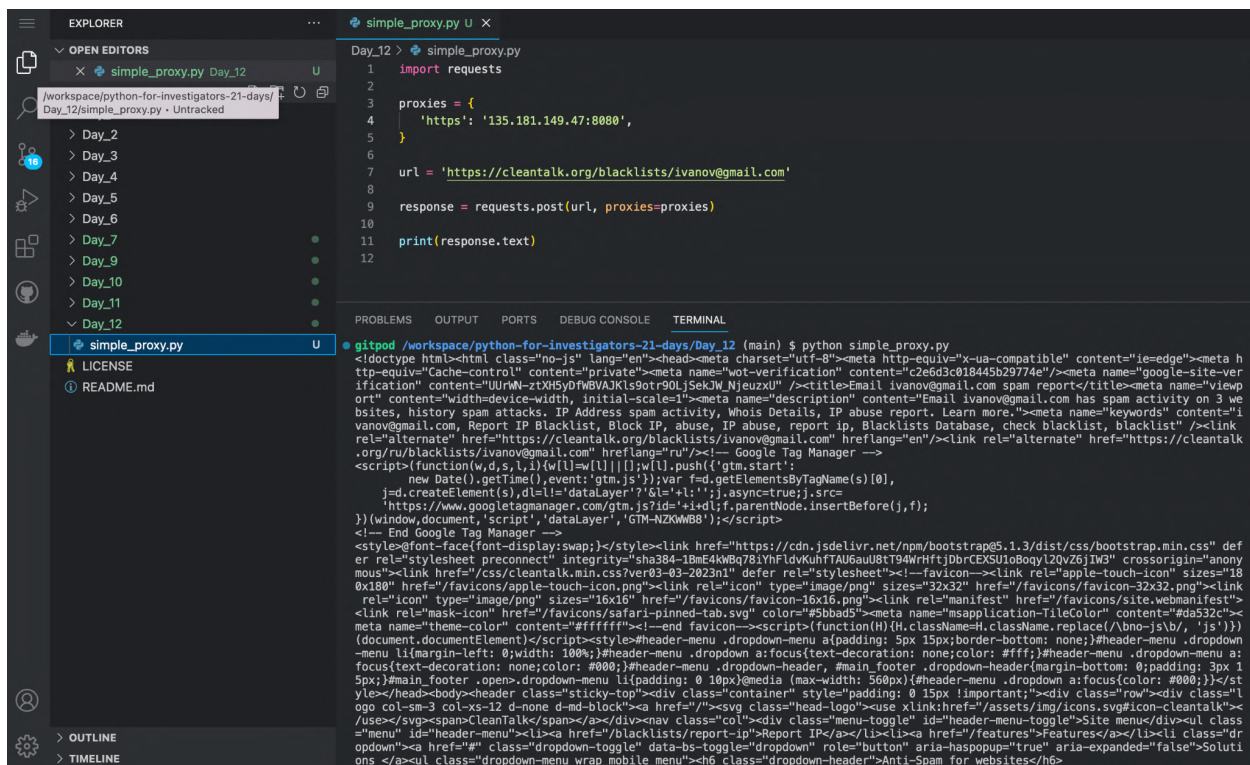 EXPLORER
OPEN EDITORS
simple_proxy.py Day_12 U
/workspace/python-for-investigators-21-days/
Day_12/simple_proxy.py • Untracked
Day_2
Day_3
16
Day_4
Day_5
Day_6
Day_7
Day_9
Day_10
Day_11
Day_12
simple_proxy.py U
LICENSE
README.md
OUTLINE
TIMELINE
simple_proxy.py U
Day_12 > simple_proxy.py
1 import requests
2
3 proxies = {
4 'https': '135.181.149.47:8080',
5 }
6
7 url = 'https://cleantalk.org/blacklists/ivanov@gmail.com'
8
9 response = requests.post(url, proxies=proxies)
10
11 print(response.text)
12
PROBLEMS OUTPUT PORTS DEBUG CONSOLE TERMINAL
gitpod /workspace/python-for-investigators-21-days/Day_12 (main) $ python simple_proxy.py
<!doctype html><html class="no-js" lang="en"><head><meta charset="utf-8"><meta http-equiv="x-ua-compatible" content="ie=edge"><meta h
ttp-equiv="Cache-control" content="private"><meta name="wot-verification" content="c2e6d3c018445b29774e"/><meta name="google-site-ver
ification" content="UUrWN-ztXH5yDfWBVAJKls9otr9OLjSekJW_NjeuzxU" /><title>Email ivanov@gmail.com spam report</title><meta name="viewp
ort" content="width=device-width, initial-scale=1"><meta name="description" content="Email ivanov@gmail.com has spam activity on 3 we
bsites, history spam attacks. IP Address spam activity, Whois Details, IP abuse report. Learn more."><meta name="keywords" content="i
vanov@gmail.com, Report IP Blacklist, Block IP, abuse, IP abuse, report ip, Blacklists Database, check blacklist, blacklist" /><link
rel="alternate" href="https://cleantalk.org/blacklists/ivanov@gmail.com" hreflang="en"/><link rel="alternate" href="https://cleantalk
.org/ru/blacklists/ivanov@gmail.com" hreflang="ru"/><!-- Google Tag Manager -->
<script>(function(w,d,s,l,i){w[l]=w[l]||[];w[l].push({'gtm.start':
new Date().getTime(),event:'gtm.js'});var f=d.getElementsByTagName(s)[0],
j=d.createElement(s),dl=l!='dataLayer'?'&l='+l:'';j.async=true;j.src=
'https://www.googletagmanager.com/gtm.js?id='+i+dl;f.parentNode.insertBefore(j,f);
})(window,document,'script','dataLayer','GTM-NZKWWB8');</script>
<!-- End Google Tag Manager -->
<style>@font-face{font-display:swap;}</style><link href="https://cdn.jsdelivr.net/npm/bootstrap@5.1.3/dist/css/bootstrap.min.css" def
er rel="stylesheet preconnect" integrity="sha384-1BmE4kWBq78iYhFldvKuhfTAU6auU8tT94WrHftjDbrCEXSU1oBoqyl2QvZ6jIW3" crossorigin="anony
mous"><link href="/css/cleantalk.min.css?ver03-03-2023n1" defer rel="stylesheet"><!--favicon--><link rel="apple-touch-icon" sizes="18
0x180" href="/favicons/apple-touch-icon.png"><link rel="icon" type="image/png" sizes="32x32" href="/favicons/favicon-32x32.png"><link
rel="icon" type="image/png" sizes="16x16" href="/favicons/favicon-16x16.png"><link rel="manifest" href="/favicons/site.webmanifest">
<link rel="mask-icon" href="/favicons/safari-pinned-tab.svg" color="#5bbad5"><meta name="msapplication-TileColor" content="#da532c"><
meta name="theme-color" content="#ffffff"><!--end favicon--><script>(function(H){H.className=H.className.replace(/\bno-js\b/, 'js')})
(document.documentElement)</script><style>#header-menu .dropdown-menu a{padding: 5px 15px;border-bottom: none;}#header-menu .dropdown
-menu li{margin-left: 0;width: 100%;}#header-menu .dropdown a:focus{text-decoration: none;color: #fff;}#header-menu .dropdown-menu a:
focus{text-decoration: none;color: #000;}#header-menu .dropdown-header, #main_footer .dropdown-header{margin-bottom: 0;padding: 3px 1
5px;}#main_footer .open>.dropdown-menu li{padding: 0 10px}@media (max-width: 560px){#header-menu .dropdown a:focus{color: #000;}}</st
yle></head><body><header class="sticky-top"><div class="container" style="padding: 0 15px !important;"><div class="row"><div class="l
ogo col-sm-3 col-xs-12 d-none d-md-block"><a href="/"><svg class="head-logo"><use xlink:href="/assets/img/icons.svg#icon-cleantalk"><
/use></svg><span>CleanTalk</span></a></div><nav class="col"><div class="menu-toggle" id="header-menu-toggle">Site menu</div><ul class
="menu" id="header-menu"><li><a href="/blacklists/report-ip">Report IP</a></li><li><a href="/features">Features</a></li><li class="dr
opdown"><a href="#" class="dropdown-toggle" data-bs-toggle="dropdown" role="button" aria-haspopup="true" aria-expanded="false">Soluti
ons </a><ul class="dropdown-menu wrap mobile_menu"><h6 class="dropdown-header">Anti-Spam for websites</h6>